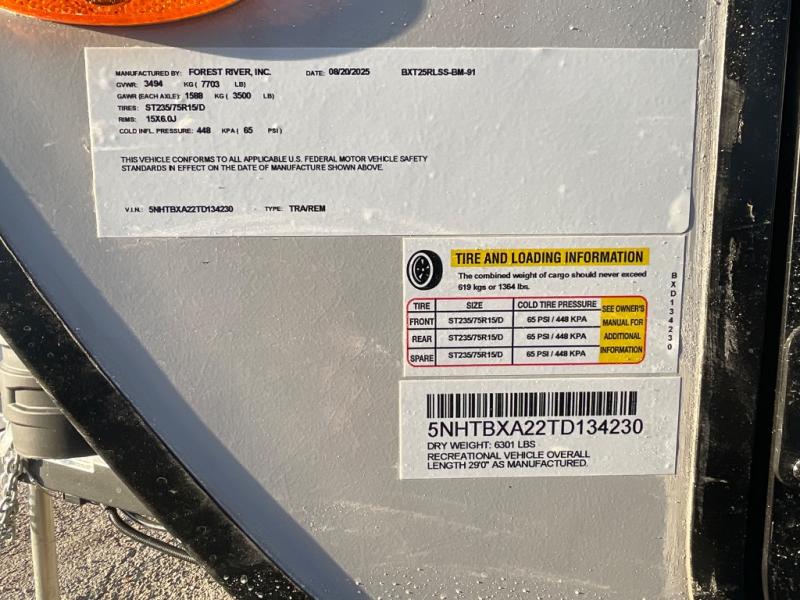 MANUFACTURED BY: FOREST RIVER, INC. DATE: 08/20/2025 BXT25RLSS-BM-91
GVWR: 3494 KG ( 7703 LB)
GAWR (EACH AXLE): 1588 KG ( 3500 LB)
TIRES: ST235/75R15/D
RIMS: 15X6.0J
COLD INFL. PRESSURE: 448 KPA ( 65 PSI )
THIS VEHICLE CONFORMS TO ALL APPLICABLE U.S. FEDERAL MOTOR VEHICLE SAFETY
STANDARDS IN EFFECT ON THE DATE OF MANUFACTURE SHOWN ABOVE.
V.I.N.: 5NHTBXA22TD134230 TYPE: TRA/REM
TIRE AND LOADING INFORMATION
The combined weight of cargo should never exceed
619 kgs or 1364 lbs.
TIRE SIZE COLD TIRE PRESSURE
FRONT ST235/75R15/D 65 PSI / 448 KPA
REAR ST235/75R15/D 65 PSI / 448 KPA
SPARE ST235/75R15/D 65 PSI / 448 KPA
SEE OWNER'S
MANUAL FOR
ADDITIONAL
INFORMATION
BXD134230
5NHTBXA22TD134230
DRY WEIGHT: 6301 LBS
RECREATIONAL VEHICLE OVERALL
LENGTH 29'0" AS MANUFACTURED.